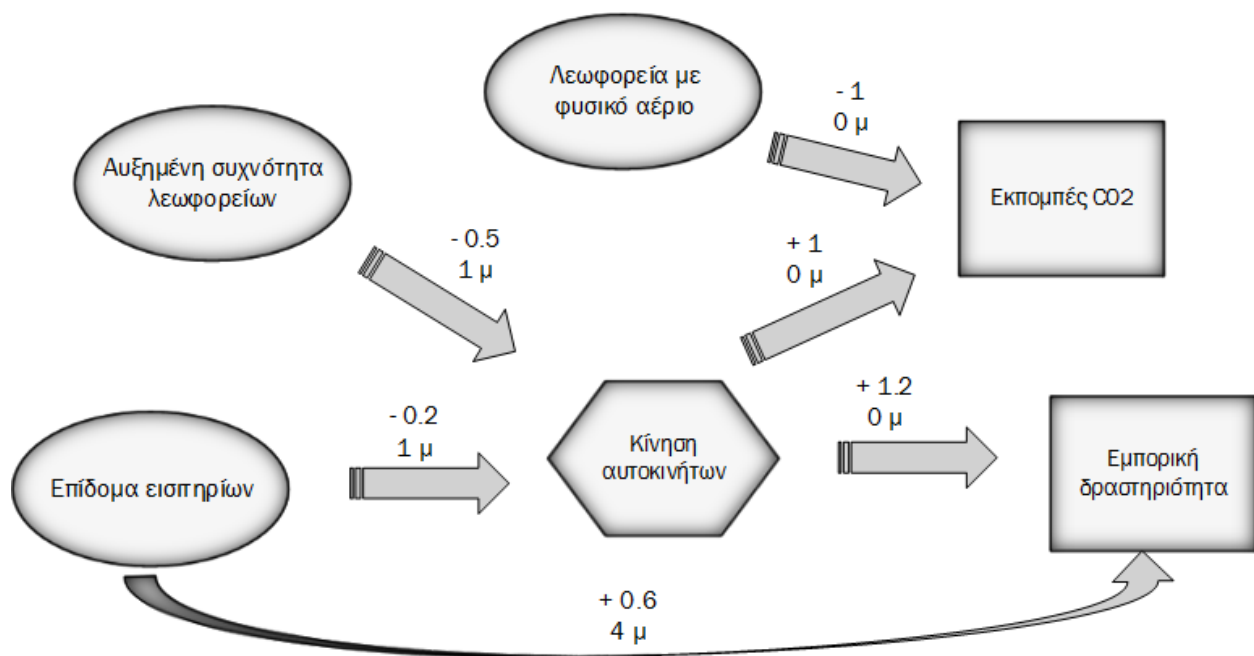 Λεωφορεία με
φυσικό αέριο
- 1
0 μ
Αυξημένη συχνότητα
λεωφορείων
Εκπομπές CO2
- 0.5
1 μ
+ 1
0 μ
Επίδομα εισιτηρίων
- 0.2
1 μ
Κίνηση
αυτοκινήτων
+ 1.2
0 μ
Εμπορική
δραστηριότητα
+ 0.6
4 μ